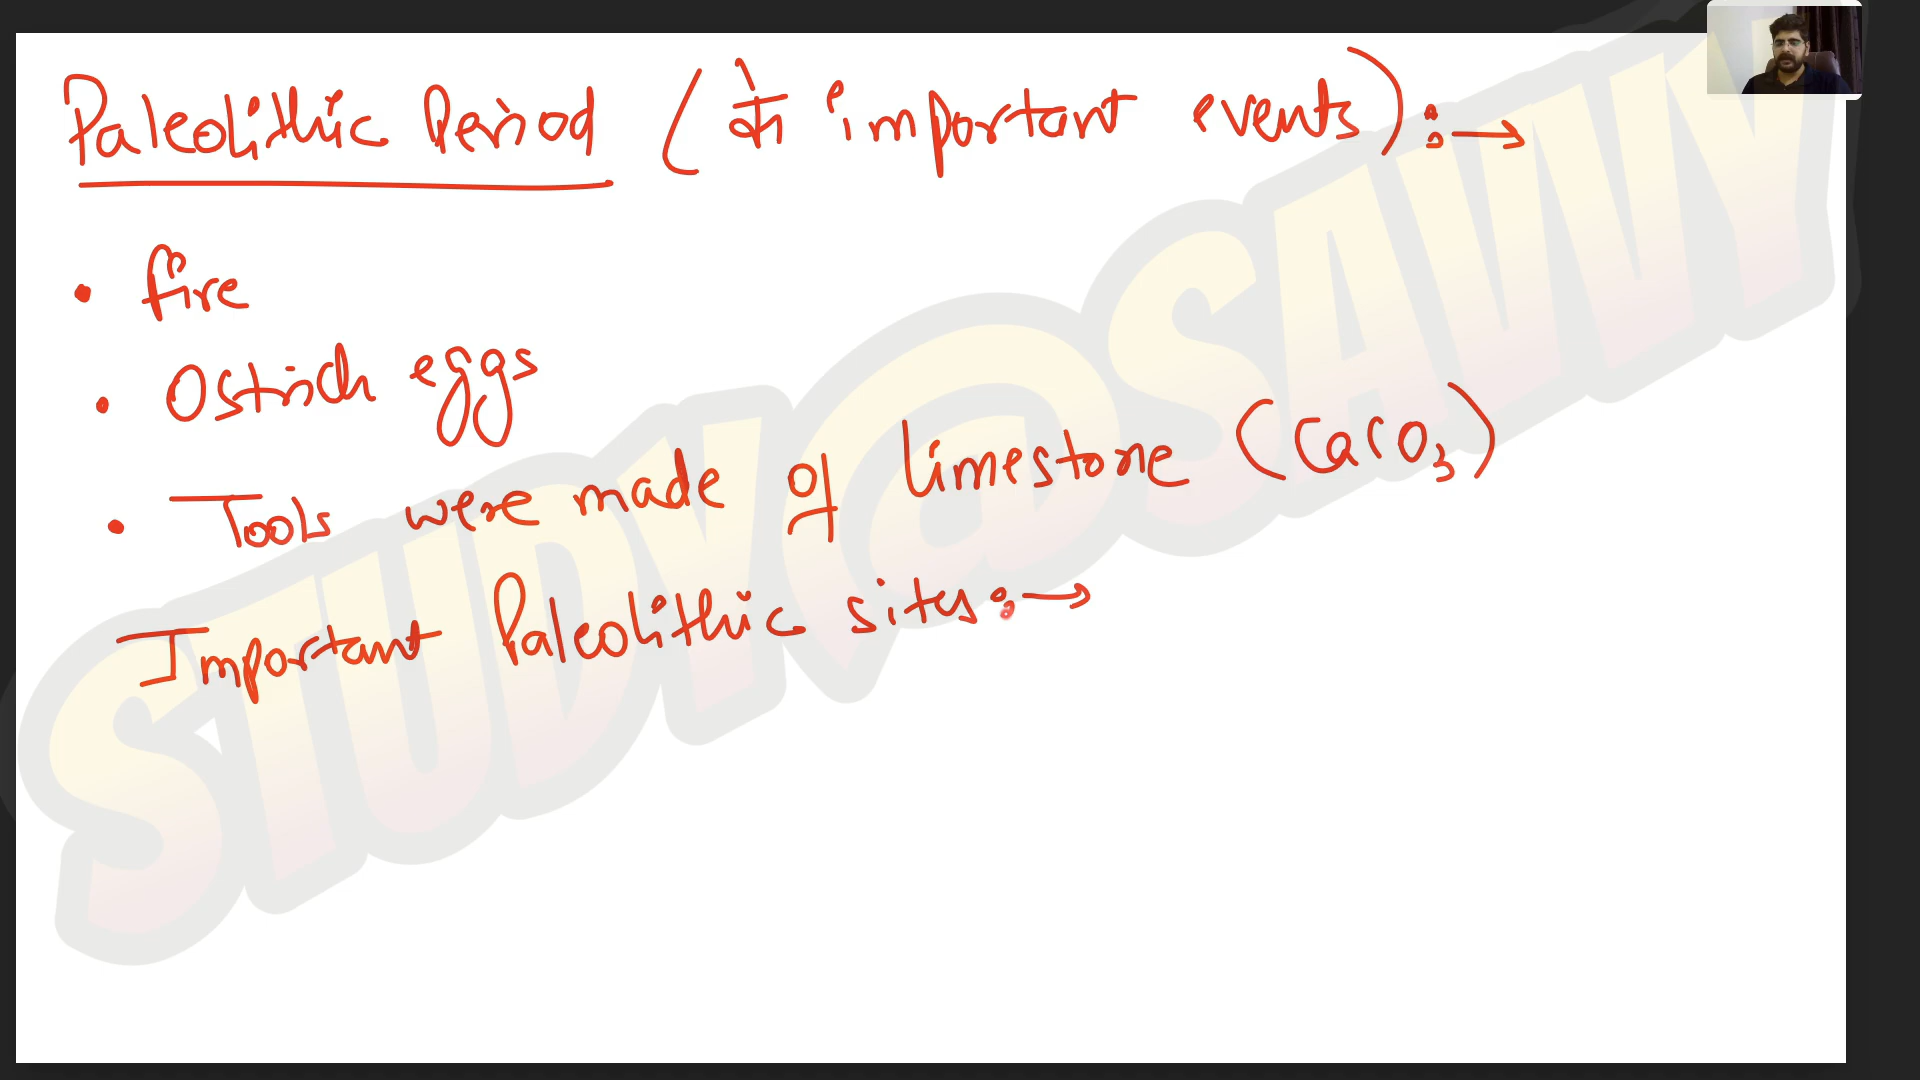 Paleolithic Period (के important events) :→
• fire
• Ostrich eggs
• Tools were made of limestone (CaCO3)
Important Paleolithic sites :→
STUDY@SAVVY